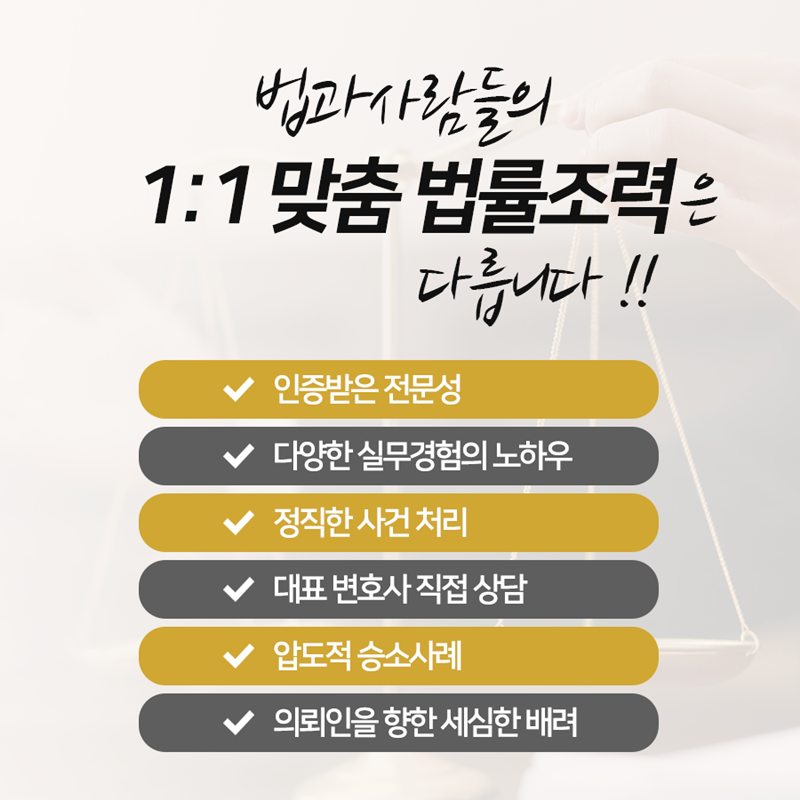 법과사람들의
1:1 맞춤 법률조력은
다릅니다 !!
인증받은 전문성
다양한 실무경험의 노하우
정직한 사건 처리
대표 변호사 직접 상담
압도적 승소사례
의뢰인을 향한 세심한 배려